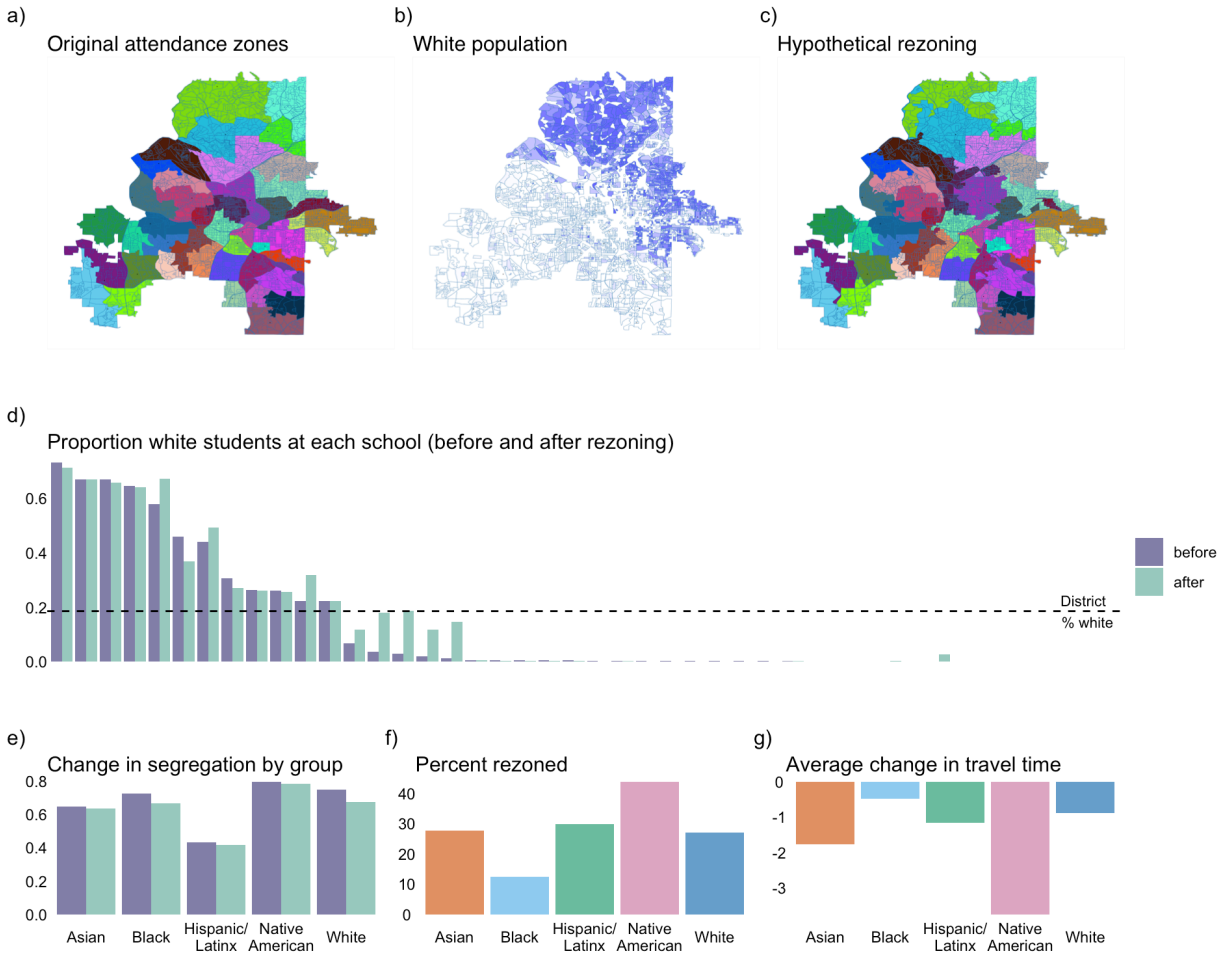 a)
Original attendance zones
b)
White population
c)
Hypothetical rezoning
d)
Proportion white students at each school (before and after rezoning)
0.6
0.4
0.2
0.0
District
% white
before
after
e)
Change in segregation by group
0.8
0.6
0.4
0.2
0.0
Asian
Black
Hispanic/
Latinx
Native
American
White
f)
Percent rezoned
40
30
20
10
0
Asian
Black
Hispanic/
Latinx
Native
American
White
g)
Average change in travel time
0
-1
-2
-3
Asian
Black
Hispanic/
Latinx
Native
American
White